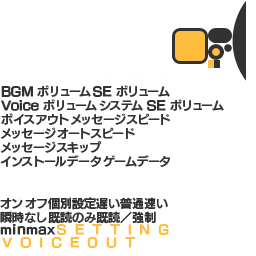 BGM ボリューム SE ボリューム
Voice ボリューム システム SE ボリューム
ボイスアウト メッセージスピード
メッセージオートスピード
メッセージスキップ
インストールデータ ゲームデータ
オン オフ 個別設定 遅い 普通 速い
瞬時 なし 既読のみ 既読/強制
minmax SETTING
VOICEOUT